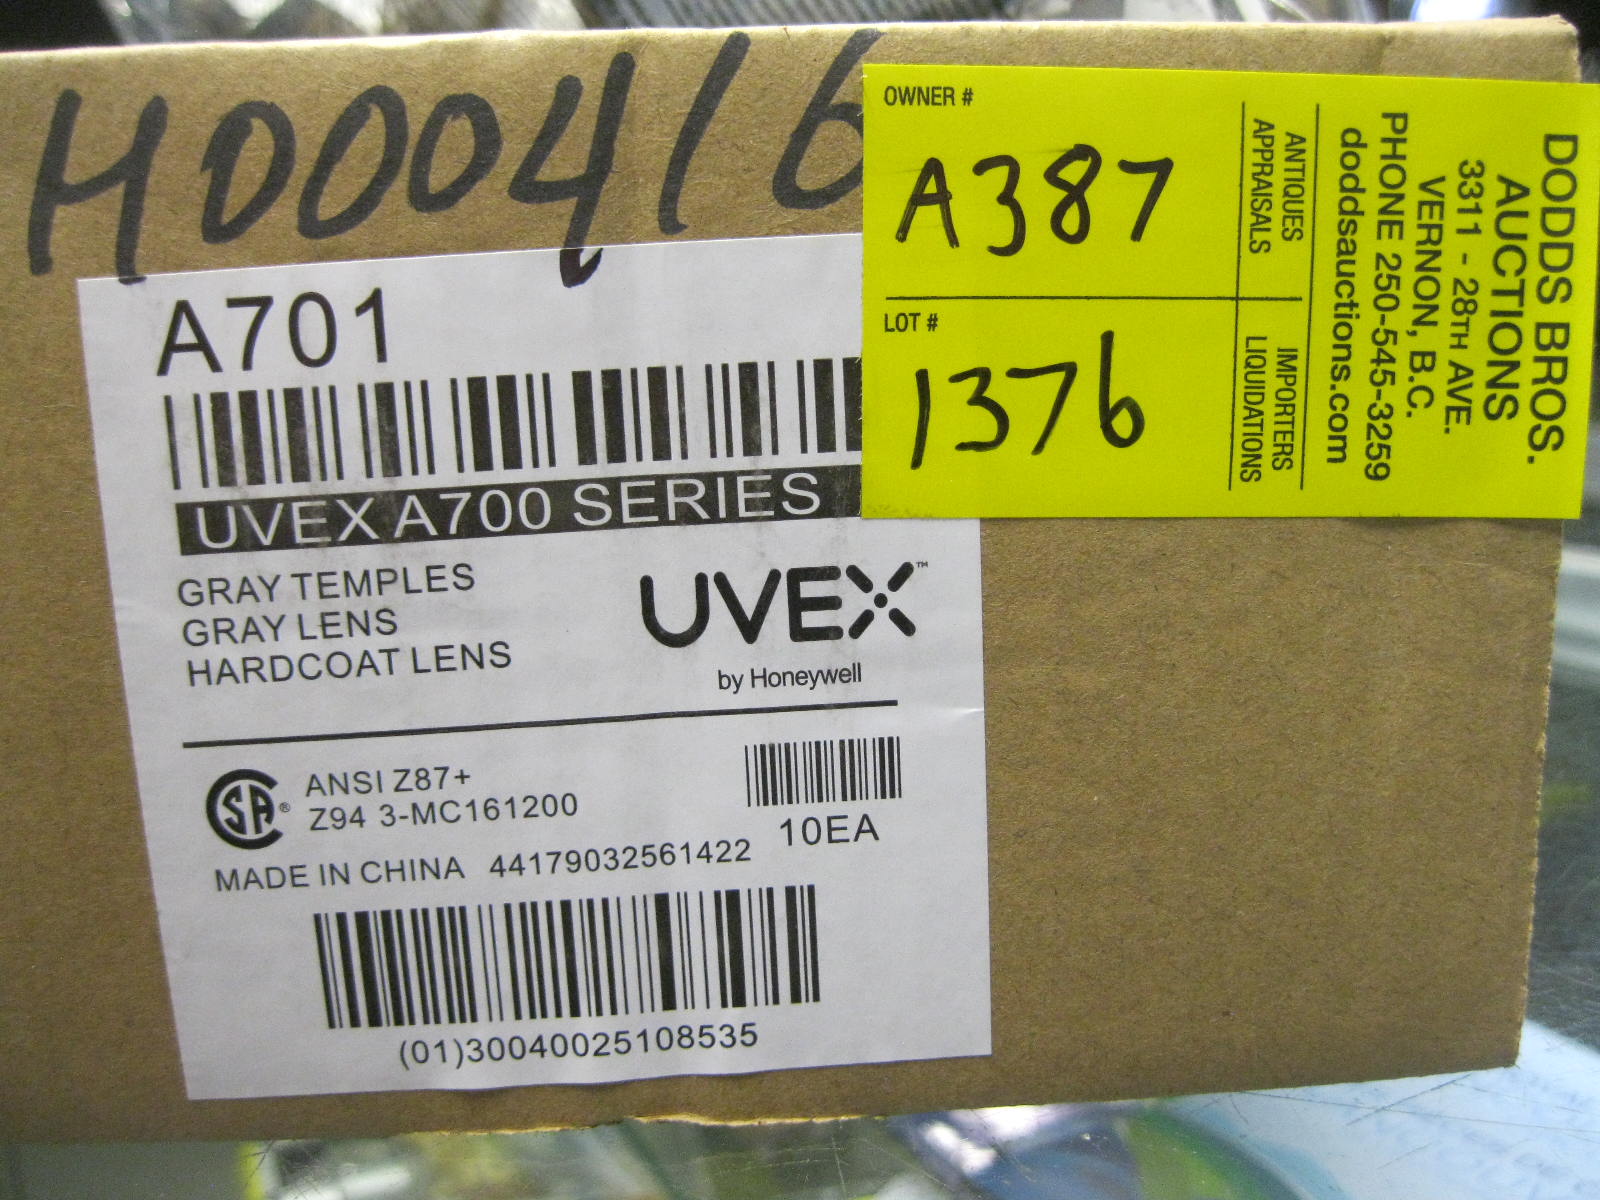 H000416
A701
UVEX A700 SERIES
GRAY TEMPLES
GRAY LENS
HARDCOAT LENS
UVEX™
by Honeywell
CSA®
ANSI Z87+
Z94 3-MC161200
10EA
MADE IN CHINA 44179032561422
(01)30040025108535
OWNER #
A387
LOT #
1376
DODDS BROS.
AUCTIONS
3311 - 28TH AVE.
VERNON, B.C.
PHONE 250-545-3259
doddsauctions.com
ANTIQUES
APPRAISALS
IMPORTERS
LIQUIDATIONS